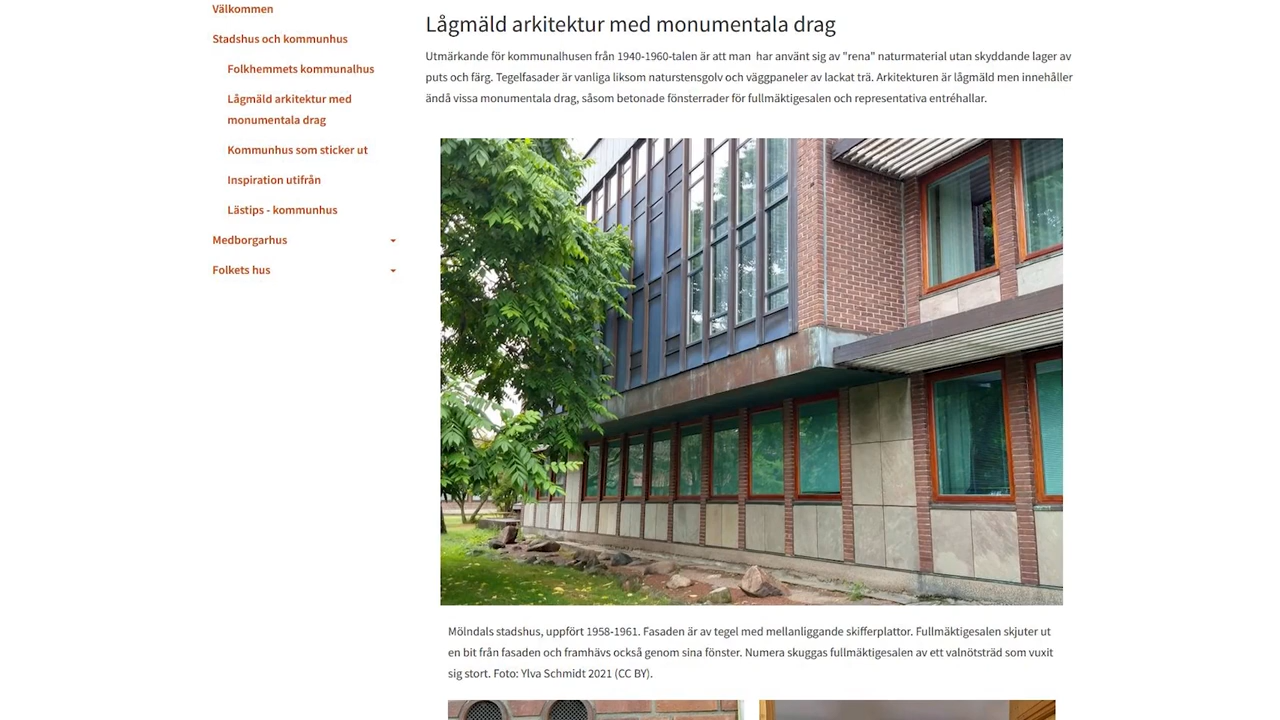 Välkommen
Stadshus och kommunhus
Folkhemmets kommunalhus
Lågmäld arkitektur med
monumentala drag
Kommunhus som sticker ut
Inspiration utifrån
Lästips - kommunhus
Medborgarhus
Folkets hus
Lågmäld arkitektur med monumentala drag
Utmärkande för kommunalhusen från 1940-1960-talen är att man har använt sig av "rena" naturmaterial utan skyddande lager av
puts och färg. Tegelfasader är vanliga liksom naturstensgolv och väggpaneler av lackat trä. Arkitekturen är lågmäld men innehåller
ändå vissa monumentala drag, såsom betonade fönsterrader för fullmäktigesalen och representativa entréhallar.
Mölndals stadshus, uppfört 1958-1961. Fasaden är av tegel med mellanliggande skifferplattor. Fullmäktigesalen skjuter ut
en bit från fasaden och framhävs också genom sina fönster. Numera skuggas fullmäktigesalen av ett valnötsträd som vuxit
sig stort. Foto: Ylva Schmidt 2021 (CC BY).